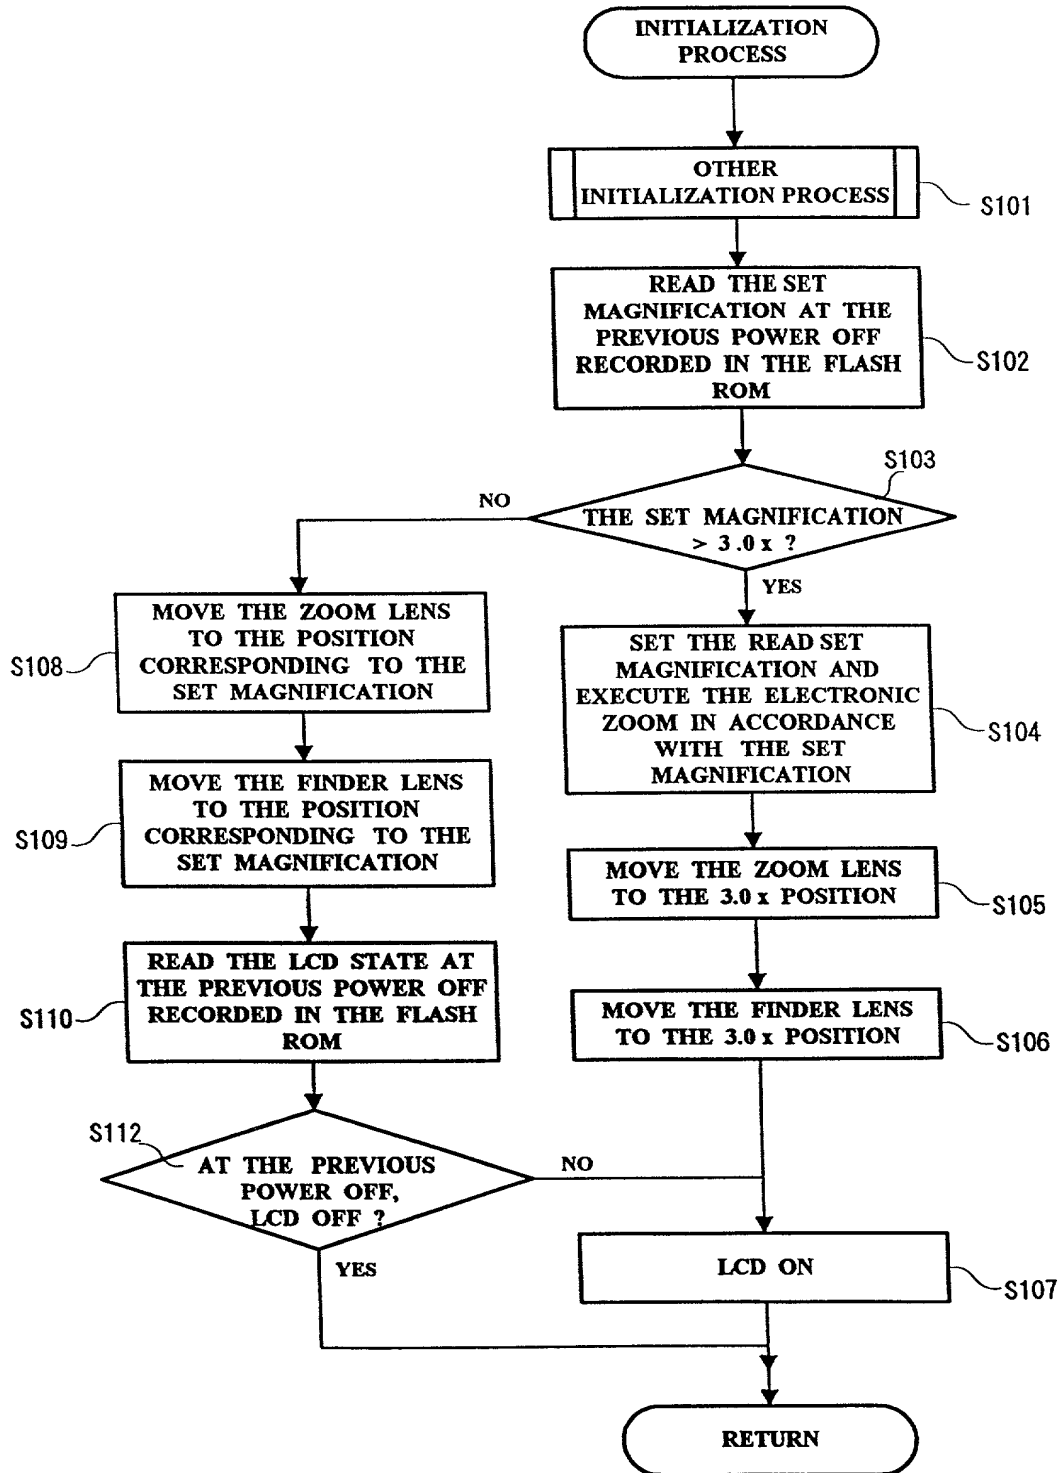 INITIALIZATION
PROCESS
OTHER
INITIALIZATION PROCESS
S101
READ THE SET
MAGNIFICATION AT THE
PREVIOUS POWER OFF
RECORDED IN THE FLASH
ROM
S102
S103
THE SET MAGNIFICATION
> 3.0 x ?
NO
YES
MOVE THE ZOOM LENS
TO THE POSITION
CORRESPONDING TO THE
SET MAGNIFICATION
S108
SET THE READ SET
MAGNIFICATION AND
EXECUTE THE ELECTRONIC
ZOOM IN ACCORDANCE
WITH THE SET
MAGNIFICATION
S104
MOVE THE FINDER LENS
TO THE POSITION
CORRESPONDING TO THE
SET MAGNIFICATION
S109
MOVE THE ZOOM LENS
TO THE 3.0 x POSITION
S105
READ THE LCD STATE AT
THE PREVIOUS POWER OFF
RECORDED IN THE FLASH
ROM
S110
MOVE THE FINDER LENS
TO THE 3.0 x POSITION
S106
S112
AT THE PREVIOUS
POWER OFF,
LCD OFF ?
NO
YES
LCD ON
S107
RETURN